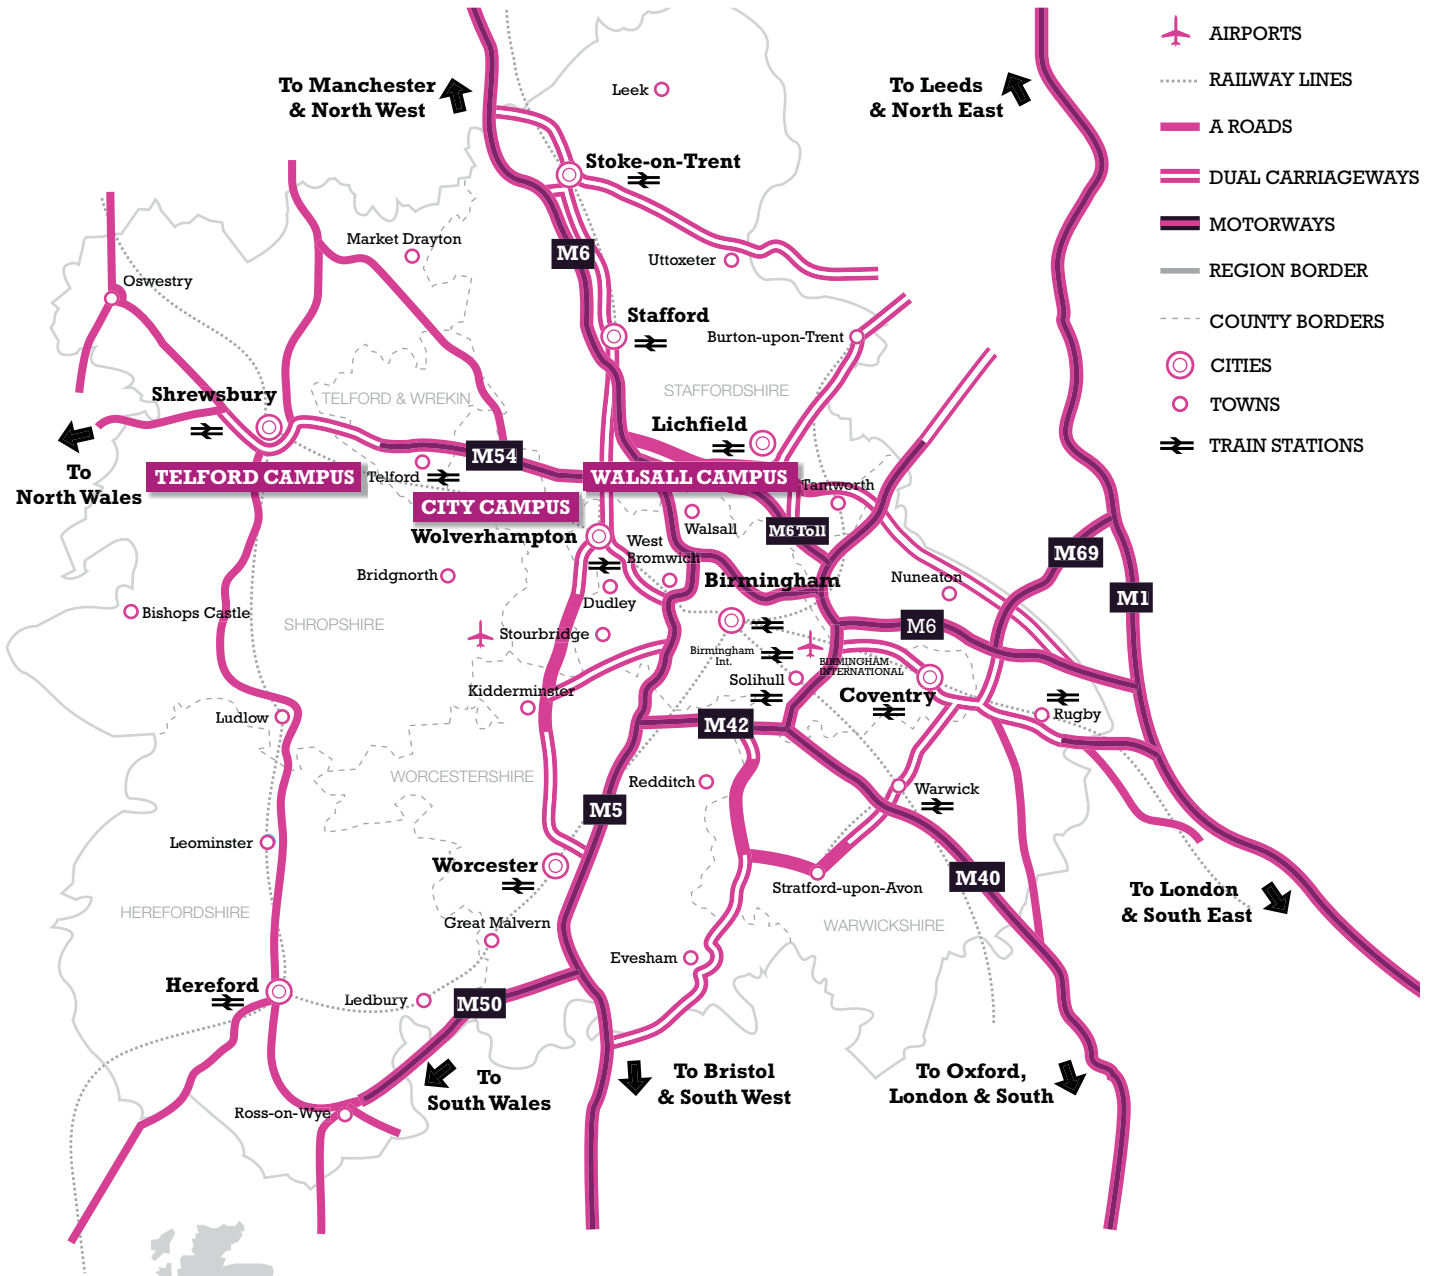 To Manchester
& North West
Leek
To Leeds
& North East
AIRPORTS
RAILWAY LINES
A ROADS
DUAL CARRIAGEWAYS
MOTORWAYS
REGION BORDER
COUNTY BORDERS
CITIES
TOWNS
TRAIN STATIONS
Stoke-on-Trent
Market Drayton
M6
Uttoxeter
Oswestry
Stafford
Burton-upon-Trent
Shrewsbury
TELFORD & WREKIN
STAFFORDSHIRE
Lichfield
To
North Wales
M54
TELFORD CAMPUS
Telford
WALSALL CAMPUS
Tamworth
CITY CAMPUS
Wolverhampton
Walsall
M6 Toll
West
Bromwich
M69
Bridgnorth
Birmingham
Nuneaton
M1
Dudley
Bishops Castle
SHROPSHIRE
Stourbridge
M6
Birmingham
Int.
BIRMINGHAM
INTERNATIONAL
Solihull
Kidderminster
Coventry
Ludlow
M42
Rugby
WORCESTERSHIRE
Redditch
Warwick
M5
Leominster
Worcester
Stratford-upon-Avon
M40
To London
& South East
HEREFORDSHIRE
Great Malvern
WARWICKSHIRE
Evesham
Hereford
Ledbury
M50
To
South Wales
To Bristol
& South West
To Oxford,
London & South
Ross-on-Wye